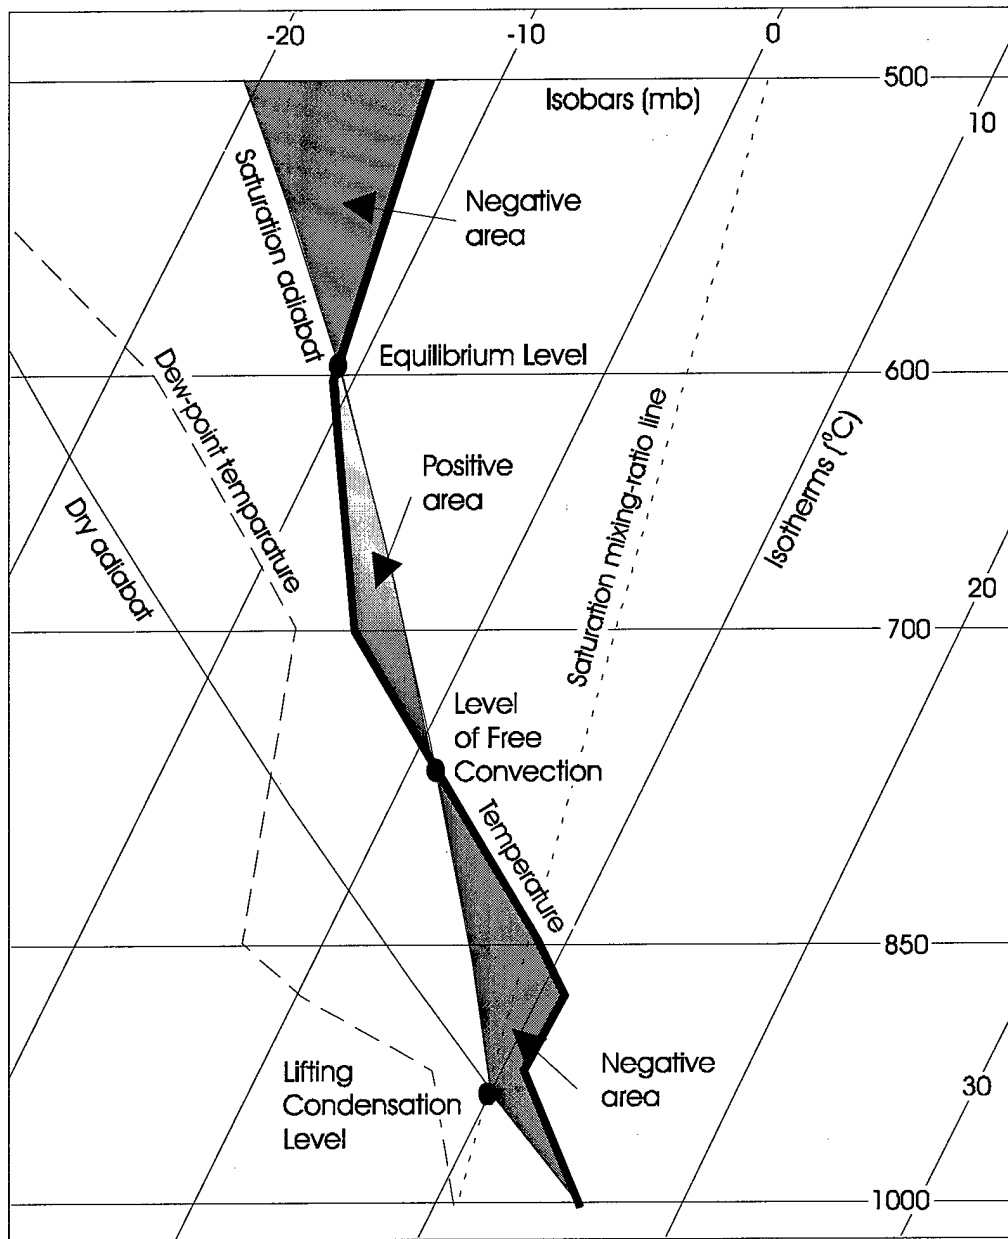 -20
-10
0
500
Isobars (mb)
10
Saturation adiabat
Negative
area
Equilibrium Level
600
Dew-point temparature
Dry adiabat
Positive
area
Saturation mixing-ratio line
Isotherms (°C)
20
700
Level
of Free
Convection
Temperature
850
Lifting
Condensation
Level
Negative
area
30
1000